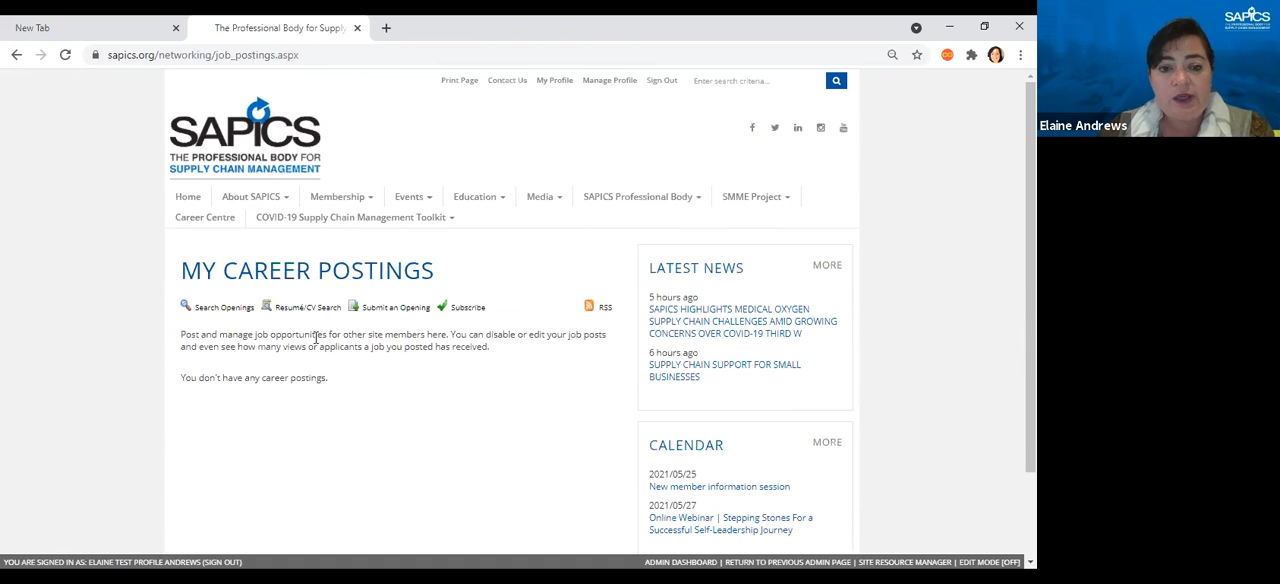 New Tab
The Professional Body for Supply
sapics.org/networking/job_postings.aspx
SAPICS
SUPPLY CHAIN MANAGEMENT
Elaine Andrews
Print Page Contact Us My Profile Manage Profile Sign Out Enter search criteria...
SAPICS
THE PROFESSIONAL BODY FOR
SUPPLY CHAIN MANAGEMENT
Home About SAPICS Membership Events Education Media SAPICS Professional Body SMME Project
Career Centre COVID-19 Supply Chain Management Toolkit
MY CAREER POSTINGS
Search Openings Resumé/CV Search Submit an Opening Subscribe RSS
Post and manage job opportunities for other site members here. You can disable or edit your job posts
and even see how many views or applicants a job you posted has received.
You don't have any career postings.
LATEST NEWS MORE
5 hours ago
SAPICS HIGHLIGHTS MEDICAL OXYGEN
SUPPLY CHAIN CHALLENGES AMID GROWING
CONCERNS OVER COVID-19 THIRD W
6 hours ago
SUPPLY CHAIN SUPPORT FOR SMALL
BUSINESSES
CALENDAR MORE
2021/05/25
New member information session
2021/05/27
Online Webinar | Stepping Stones For a
Successful Self-Leadership Journey
YOU ARE SIGNED IN AS: ELAINE TEST PROFILE ANDREWS (SIGN OUT) ADMIN DASHBOARD | RETURN TO PREVIOUS ADMIN PAGE | SITE RESOURCE MANAGER | EDIT MODE [OFF]